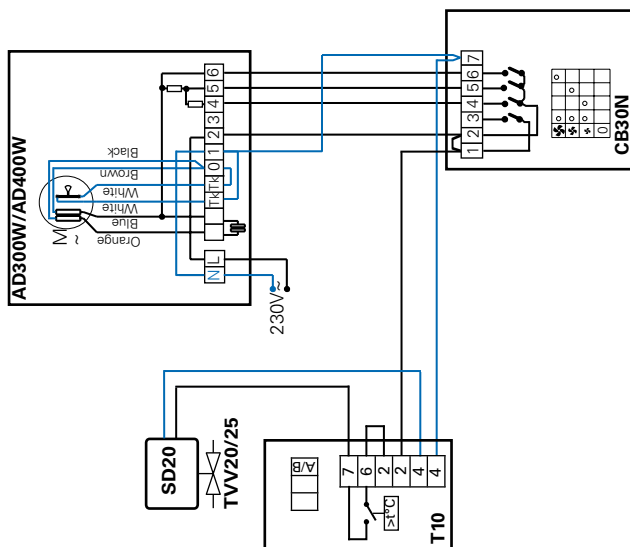 AD300W/AD400W
M
~
Black
Brown
White
White
Blue
Orange
6
5
4
3
2
1
0
Tk
Tk
L
N
230V~
CB30N
7
6
5
4
3
2
1
0
SD20
TVV20/25
T10
A/B
>t°C
7
6
2
2
4
4